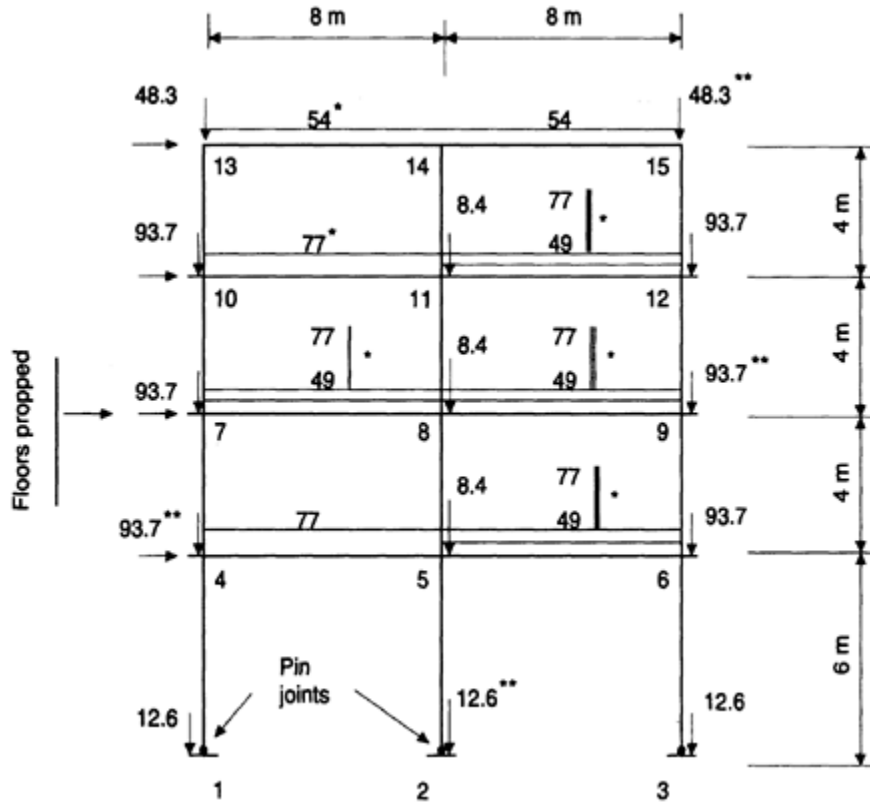 8 m 8 m
48.3 48.3**
54* 54
13 14 15
8.4 77 *
93.7 93.7
77* 49
4 m
10 11 12
77 * 8.4 77 *
93.7 49 49 93.7**
4 m
Floors propped
7 8 9
8.4 77 *
93.7** 77 49 93.7
4 m
4 5 6
6 m
Pin
joints
12.6 12.6** 12.6
1 2 3